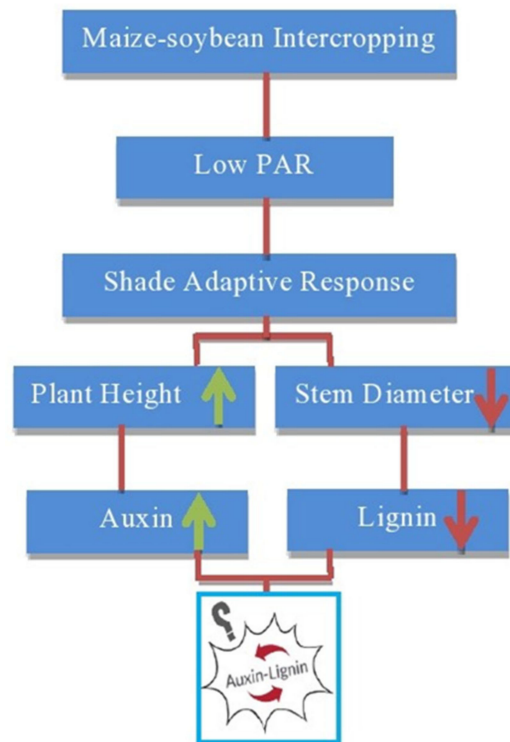 Maize-soybean Intercropping
Low PAR
Shade Adaptive Response
Plant Height
Stem Diameter
Auxin
Lignin
?
Auxin-Lignin